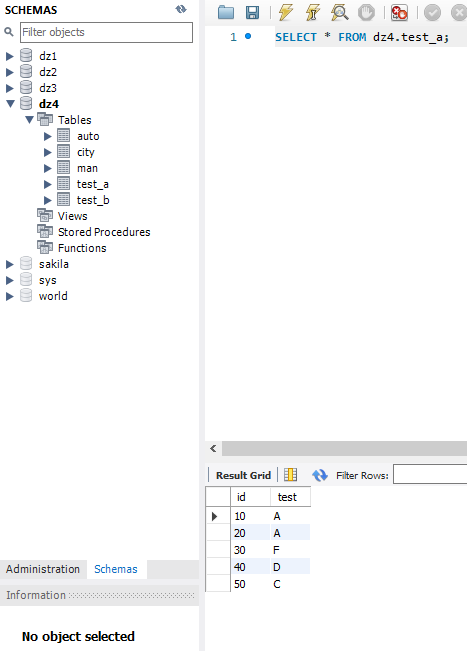 SCHEMAS
Filter objects
dz1
dz2
dz3
dz4
Tables
auto
city
man
test_a
test_b
Views
Stored Procedures
Functions
sakila
sys
world
Administration Schemas
Information
No object selected
1 SELECT * FROM dz4.test_a;
Result Grid Filter Rows:
id test
10 A
20 A
30 F
40 D
50 C